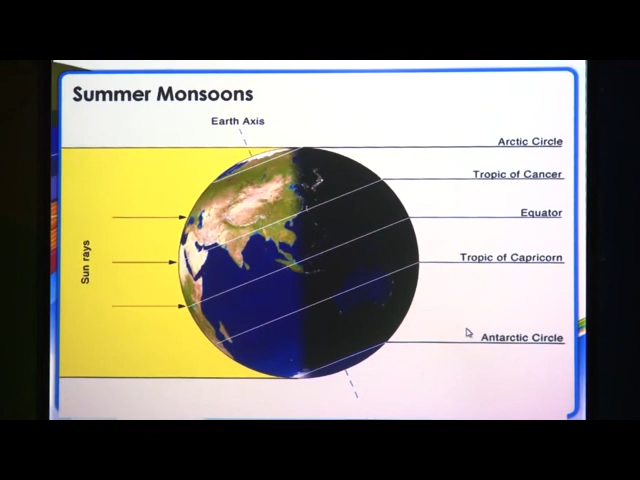 Summer Monsoons
Earth Axis
Arctic Circle
Tropic of Cancer
Equator
Sun rays
Tropic of Capricorn
Antarctic Circle